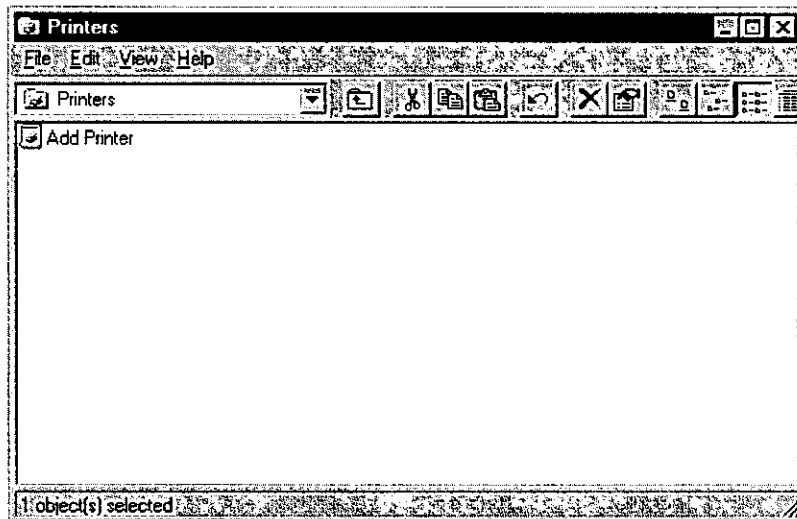 Printers
File Edit View Help
Printers
Add Printer
1 object(s) selected